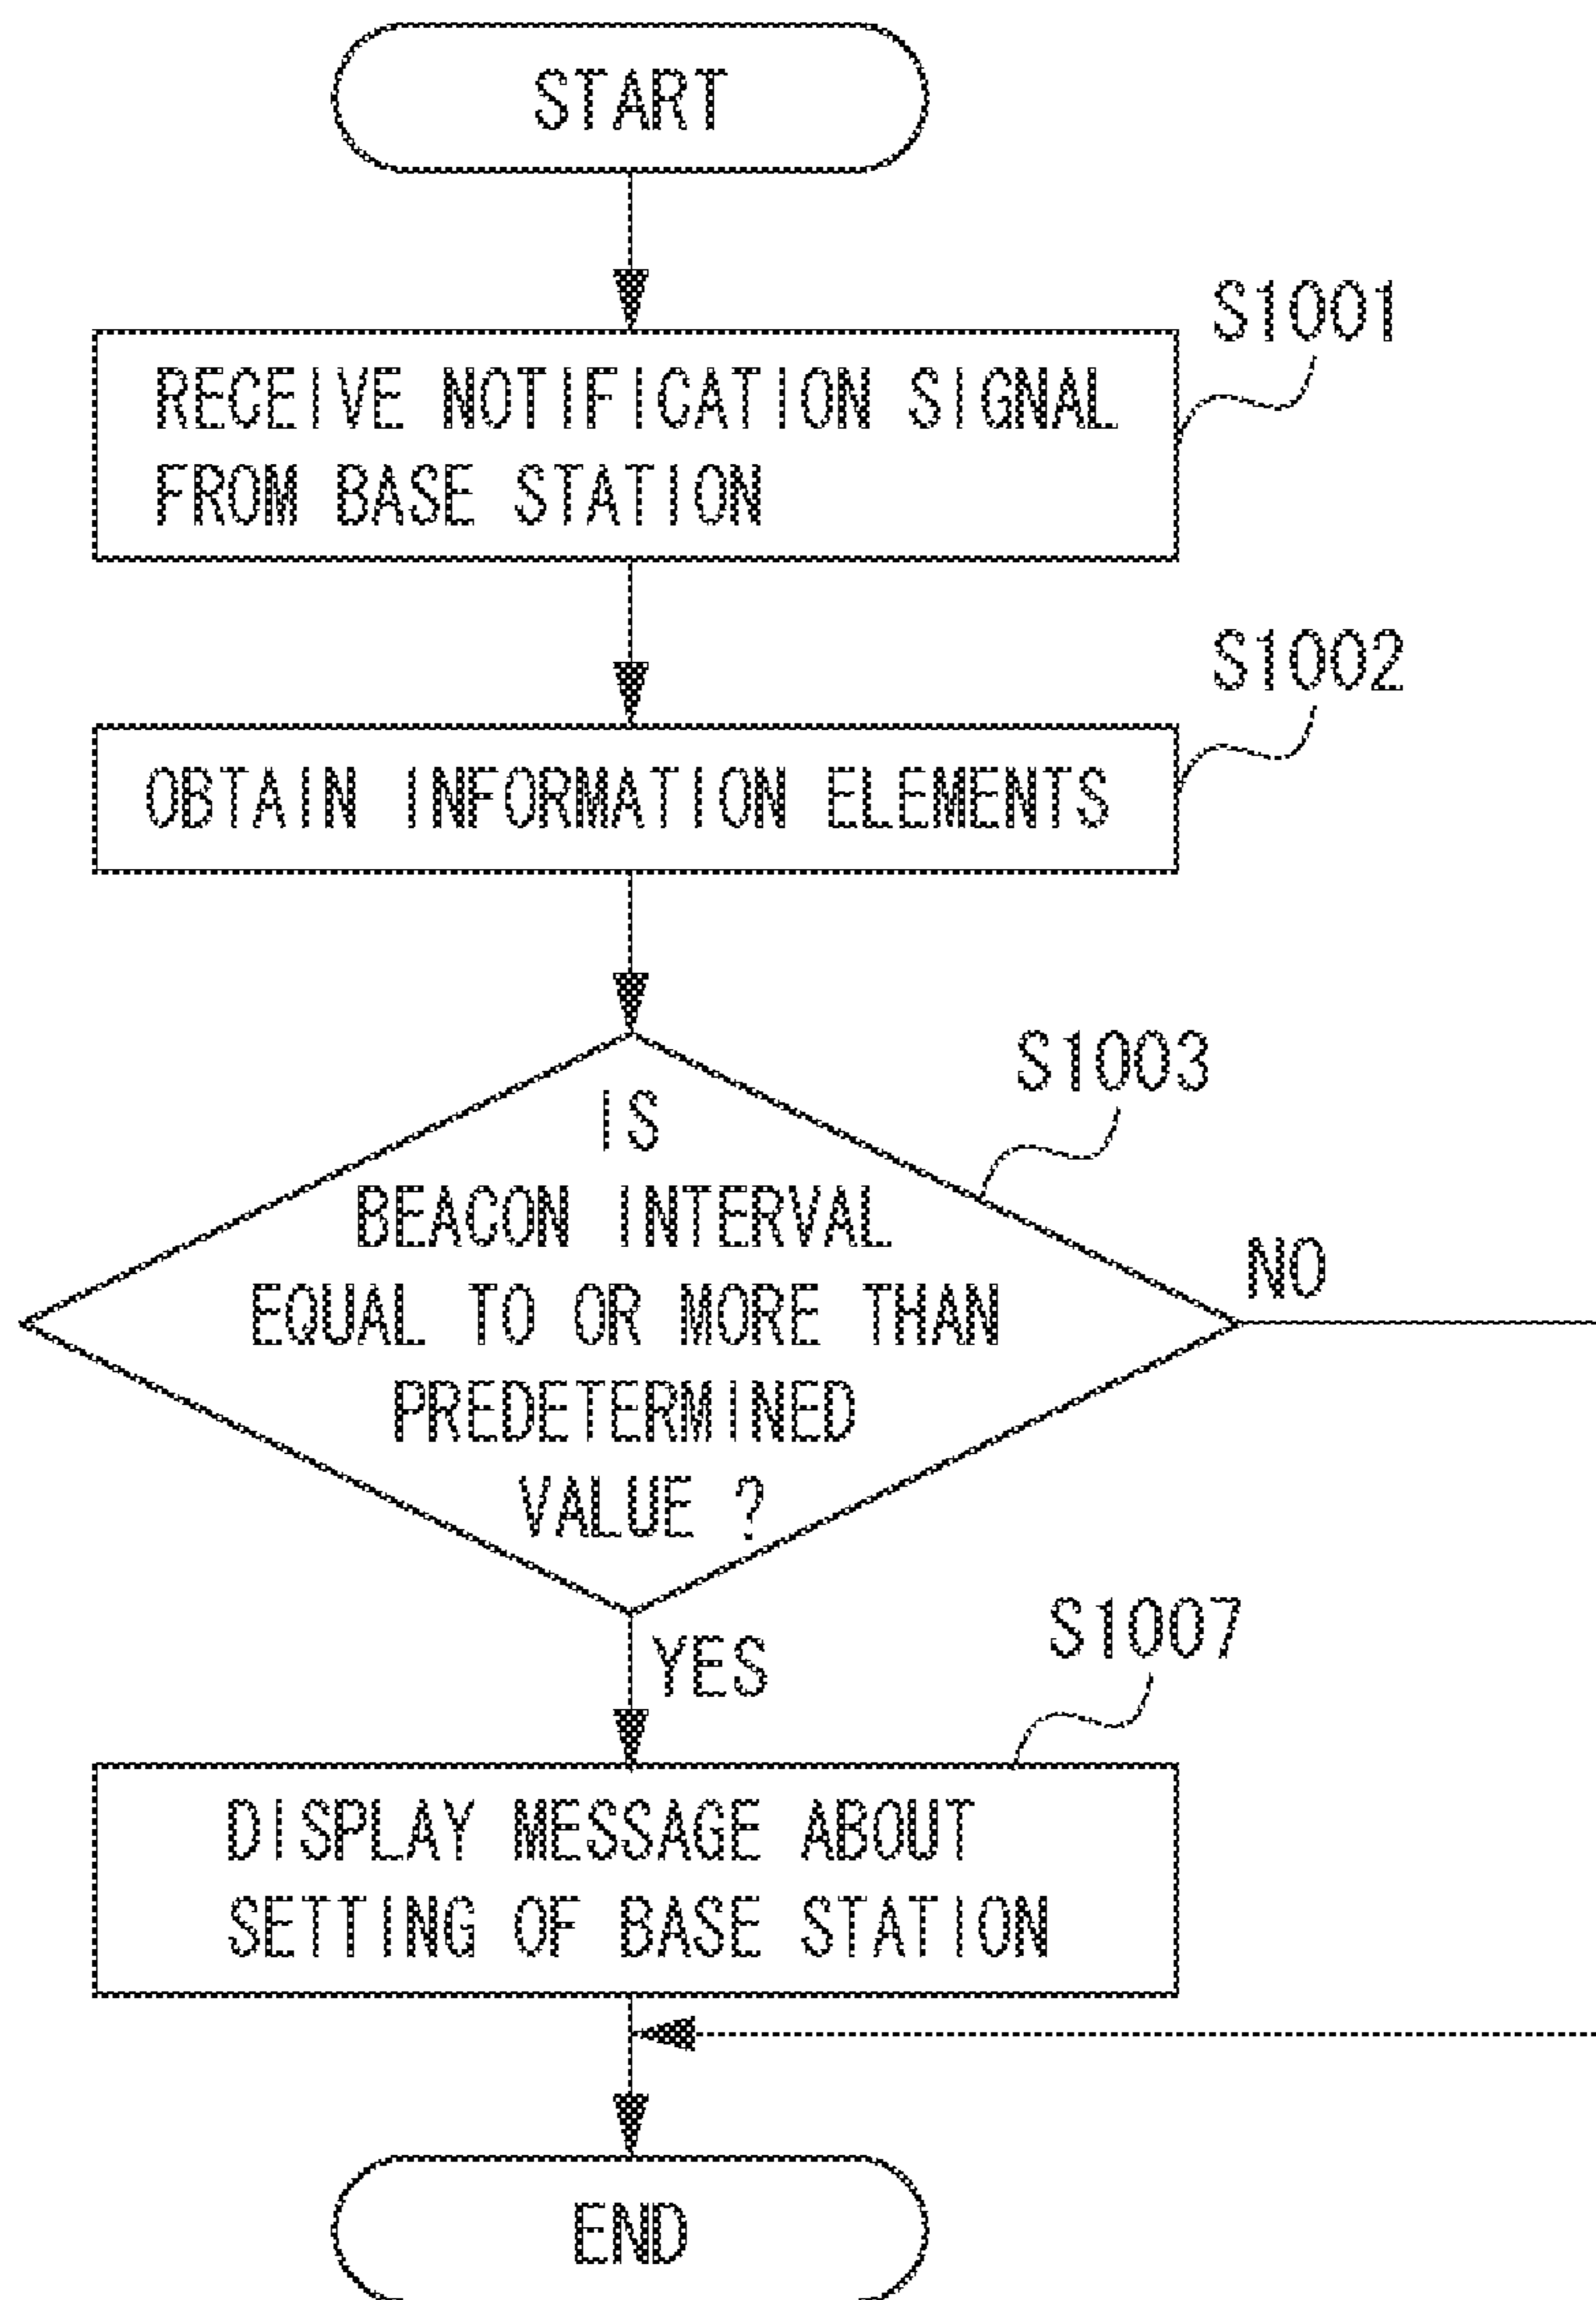 START
S1001
RECEIVE NOTIFICATION SIGNAL
FROM BASE STATION
S1002
OBTAIN INFORMATION ELEMENTS
S1003
IS
BEACON INTERVAL
EQUAL TO OR MORE THAN
PREDETERMINED
VALUE ?
NO
YES
S1007
DISPLAY MESSAGE ABOUT
SETTING OF BASE STATION
END